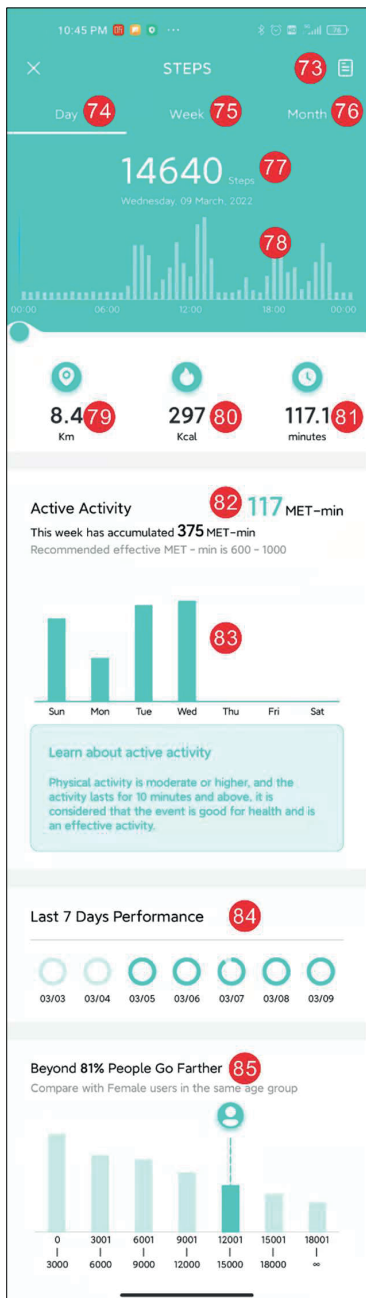 10:45 PM
STEPS 73
Day 74 Week 75 Month 76
14640 Steps 77
Wednesday, 09 March, 2022
78
00:00 06:00 12:00 18:00 00:00
8.4 79 297 80 117.1 81
Km Kcal minutes
Active Activity 82 117 MET-min
This week has accumulated 375 MET-min
Recommended effective MET - min is 600 - 1000
83
Sun Mon Tue Wed Thu Fri Sat
Learn about active activity
Physical activity is moderate or higher, and the
activity lasts for 10 minutes and above, it is
considered that the event is good for health and is
an effective activity.
Last 7 Days Performance 84
03/03 03/04 03/05 03/06 03/07 03/08 03/09
Beyond 81% People Go Farther 85
Compare with Female users in the same age group
0 3001 6001 9001 12001 15001 18001
| | | | | | |
3000 6000 9000 12000 15000 18000 ∞